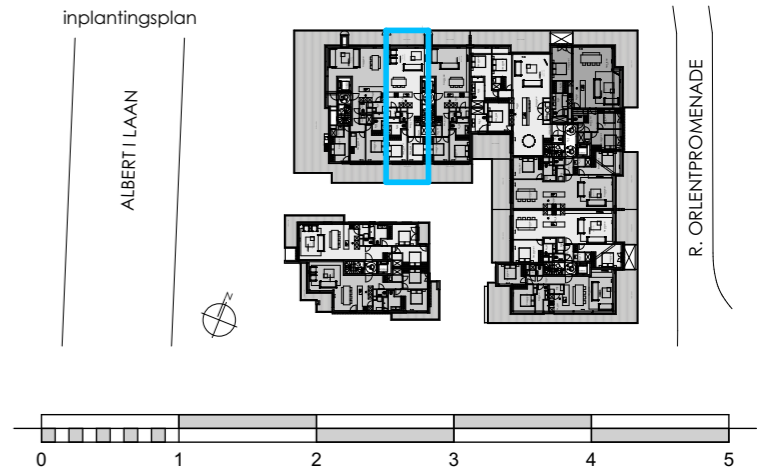 inplantingsplan
ALBERT I LAAN
R. ORLENTPROMENADE
N
0 1 2 3 4 5